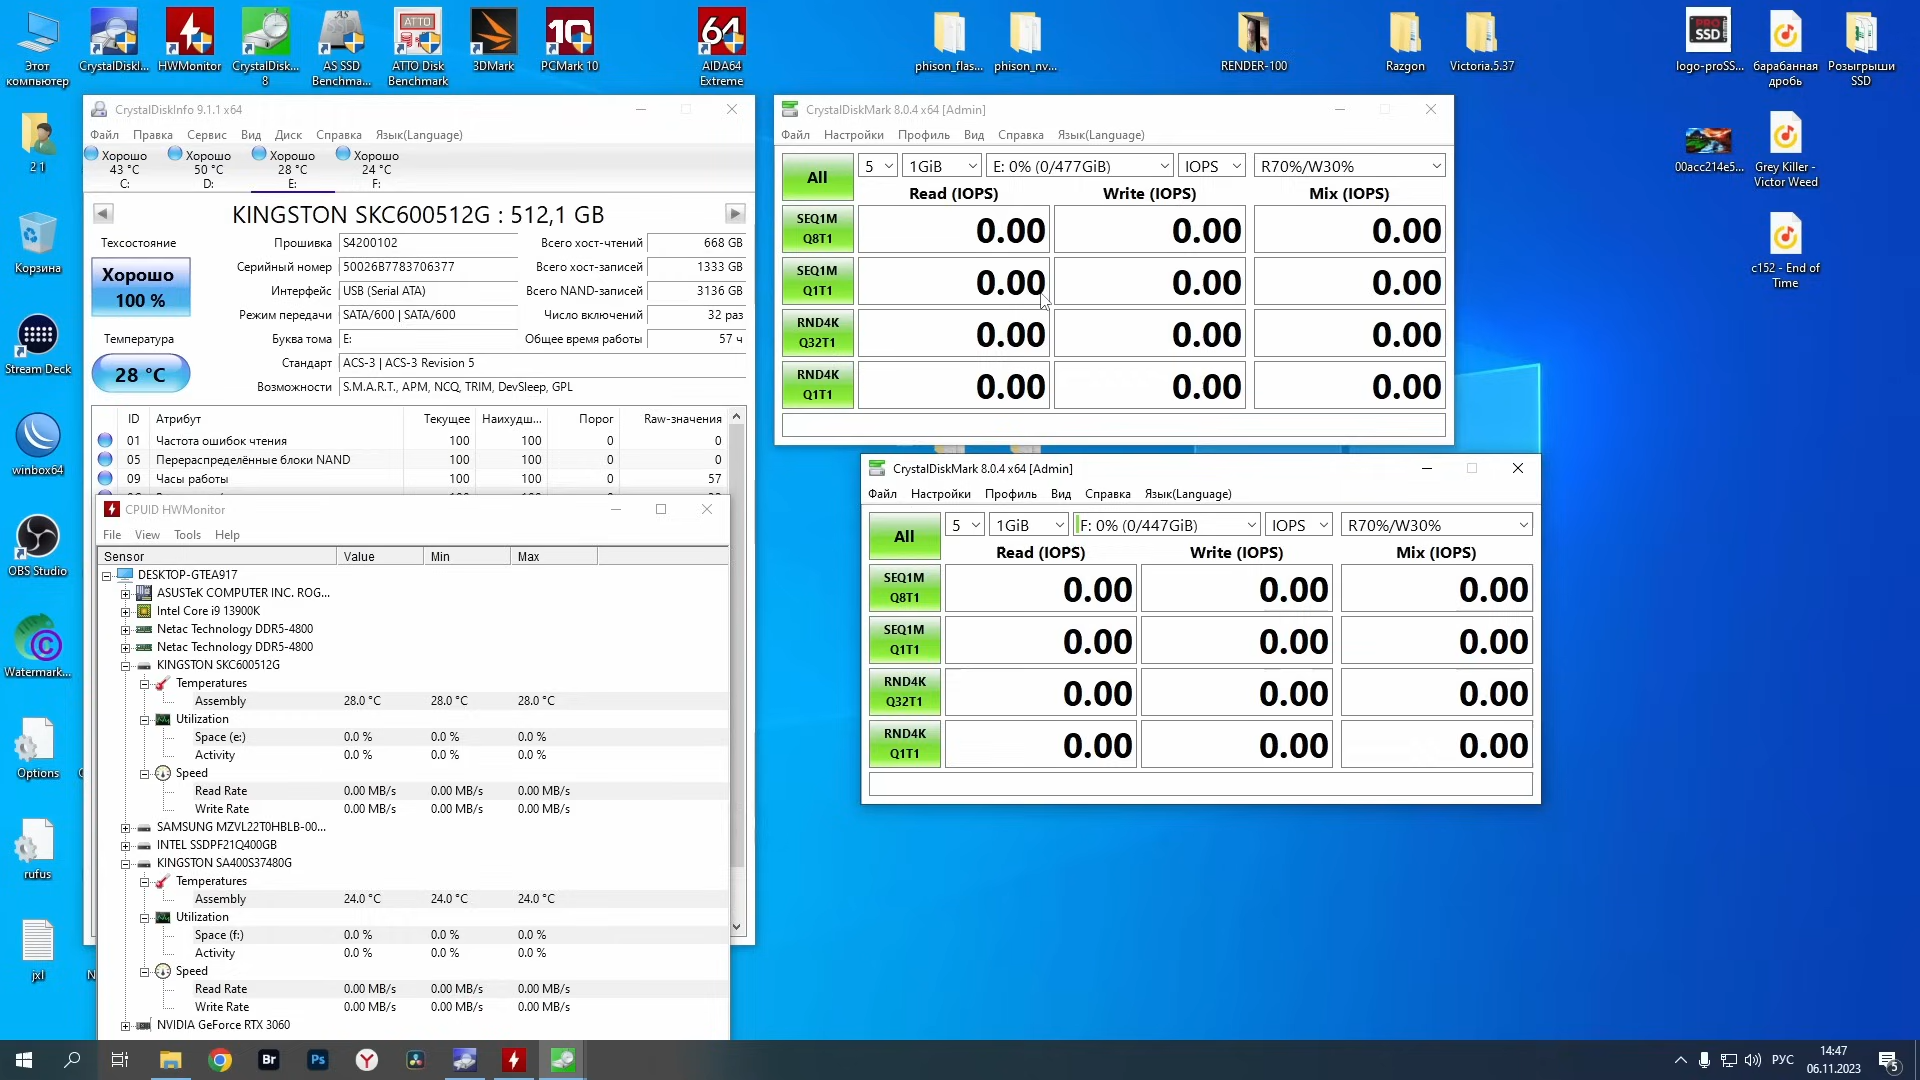 Этот компьютер
CrystalDiskI...
HWMonitor
CrystalDisk... 8
AS SSD Benchma...
ATTO Disk Benchmark
3DMark
PCMark 10
AIDA64 Extreme
phison_flas...
phison_nv...
RENDER-100
Razgon
Victoria.5.37
logo-proSS...
барабанная дробь
Розыгрыши SSD
2 1
Корзина
Stream Deck
winbox64
OBS Studio
Watermark...
Options
rufus
jxl
00acc214e5...
Grey Killer - Victor Weed
c152 - End of Time
CrystalDiskInfo 9.1.1 x64
Файл Правка Сервис Вид Диск Справка Язык(Language)
Хорошо Хорошо Хорошо Хорошо
43 °C 50 °C 28 °C 24 °C
C: D: E: F:
KINGSTON SKC600512G : 512,1 GB
Техсостояние
Хорошо
100 %
Температура
28 °C
Прошивка S4200102 Всего хост-чтений 668 GB
Серийный номер 50026B7783706377 Всего хост-записей 1333 GB
Интерфейс USB (Serial ATA) Всего NAND-записей 3136 GB
Режим передачи SATA/600 | SATA/600 Число включений 32 раз
Буква тома E: Общее время работы 57 ч
Стандарт ACS-3 | ACS-3 Revision 5
Возможности S.M.A.R.T., APM, NCQ, TRIM, DevSleep, GPL
ID Атрибут Текущее Наихудш... Порог Raw-значения
01 Частота ошибок чтения 100 100 0 0
05 Перераспределённые блоки NAND 100 100 0 0
09 Часы работы 100 100 0 57
CPUID HWMonitor
File View Tools Help
Sensor Value Min Max
DESKTOP-GTEA917
ASUSTeK COMPUTER INC. ROG...
Intel Core i9 13900K
Netac Technology DDR5-4800
Netac Technology DDR5-4800
KINGSTON SKC600512G
Temperatures
Assembly 28.0 °C 28.0 °C 28.0 °C
Utilization
Space (e:) 0.0 % 0.0 % 0.0 %
Activity 0.0 % 0.0 % 0.0 %
Speed
Read Rate 0.00 MB/s 0.00 MB/s 0.00 MB/s
Write Rate 0.00 MB/s 0.00 MB/s 0.00 MB/s
SAMSUNG MZVL22T0HBLB-00...
INTEL SSDPF21Q400GB
KINGSTON SA400S37480G
Temperatures
Assembly 24.0 °C 24.0 °C 24.0 °C
Utilization
Space (f:) 0.0 % 0.0 % 0.0 %
Activity 0.0 % 0.0 % 0.0 %
Speed
Read Rate 0.00 MB/s 0.00 MB/s 0.00 MB/s
Write Rate 0.00 MB/s 0.00 MB/s 0.00 MB/s
NVIDIA GeForce RTX 3060
CrystalDiskMark 8.0.4 x64 [Admin]
Файл Настройки Профиль Вид Справка Язык(Language)
All 5 1GiB E: 0% (0/477GiB) IOPS R70%/W30%
Read (IOPS) Write (IOPS) Mix (IOPS)
SEQ1M Q8T1 0.00 0.00 0.00
SEQ1M Q1T1 0.00 0.00 0.00
RND4K Q32T1 0.00 0.00 0.00
RND4K Q1T1 0.00 0.00 0.00
CrystalDiskMark 8.0.4 x64 [Admin]
Файл Настройки Профиль Вид Справка Язык(Language)
All 5 1GiB F: 0% (0/447GiB) IOPS R70%/W30%
Read (IOPS) Write (IOPS) Mix (IOPS)
SEQ1M Q8T1 0.00 0.00 0.00
SEQ1M Q1T1 0.00 0.00 0.00
RND4K Q32T1 0.00 0.00 0.00
RND4K Q1T1 0.00 0.00 0.00
РУС
14:47
06.11.2023
5